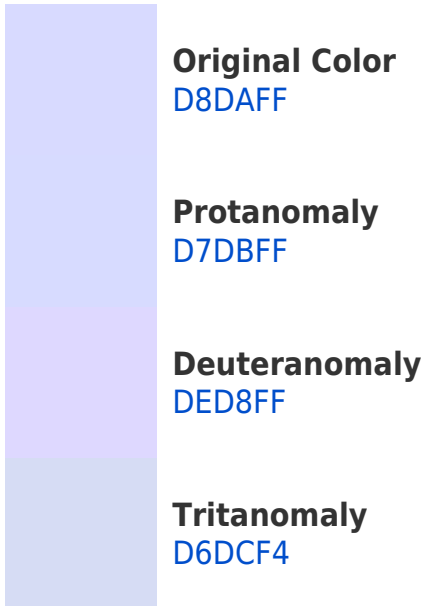 Original Color
D8DAFF
Protanomaly
D7DBFF
Deuteranomaly
DED8FF
Tritanomaly
D6DCF4